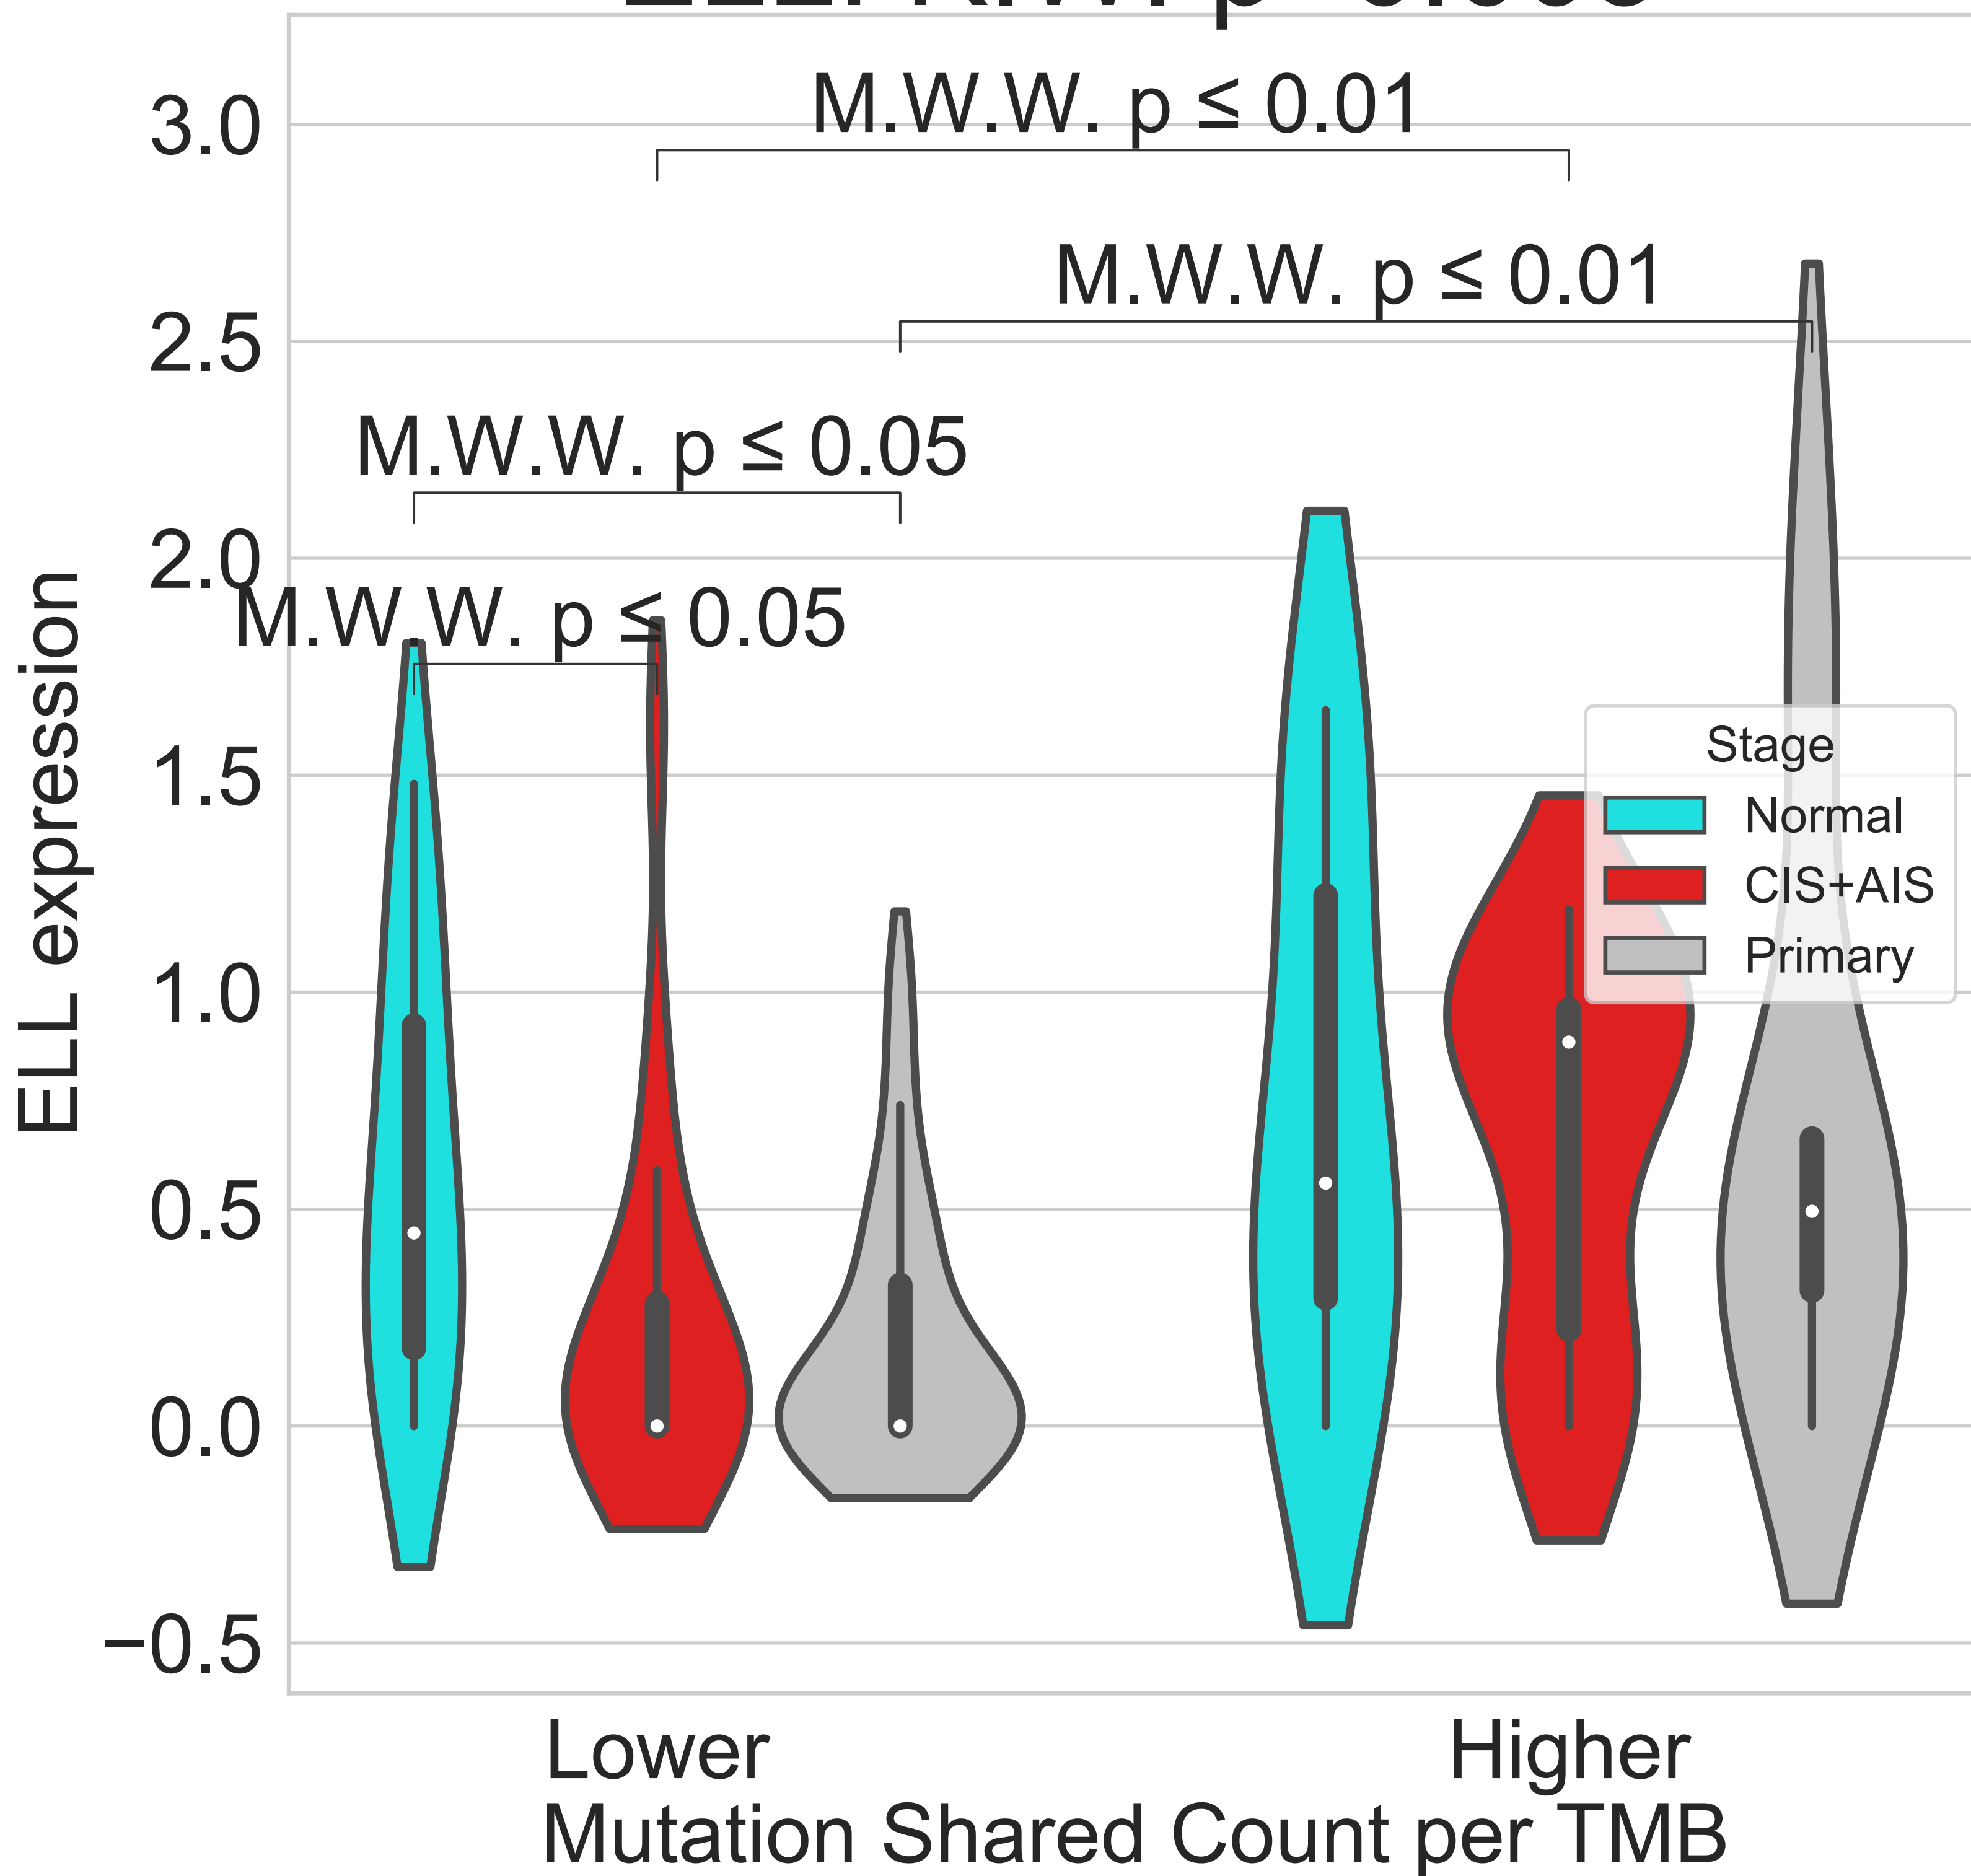 3.0
2.5
2.0
1.5
1.0
0.5
0.0
−0.5
ELL expression
M.W.W. p ≤ 0.01
M.W.W. p ≤ 0.01
M.W.W. p ≤ 0.05
M.W.W. p ≤ 0.05
Stage
Normal
CIS+AIS
Primary
Lower
Higher
Mutation Shared Count per TMB